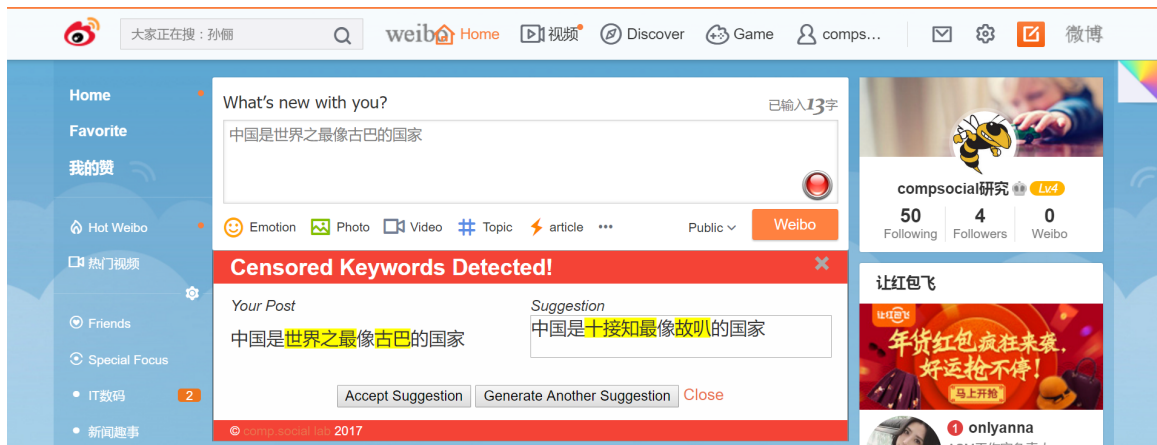 大家正在搜：孙俪
weibo Home 视频 Discover Game comps... 微博
Home
Favorite
我的赞
Hot Weibo
热门视频
Friends
Special Focus
IT数码 2
新闻趣事
What's new with you? 已输入13字
中国是世界之最像古巴的国家
Emotion Photo Video Topic article ••• Public Weibo
Censored Keywords Detected!
Your Post Suggestion
中国是世界之最像古巴的国家
中国是十接知最像故叭的国家
Accept Suggestion Generate Another Suggestion Close
© comp.social lab 2017
compsocial研究 Lv4
50 4 0
Following Followers Weibo
让红包飞
让红包飞
年货红包疯狂来袭,
好运抢不停!
马上开抢
1 onlyanna